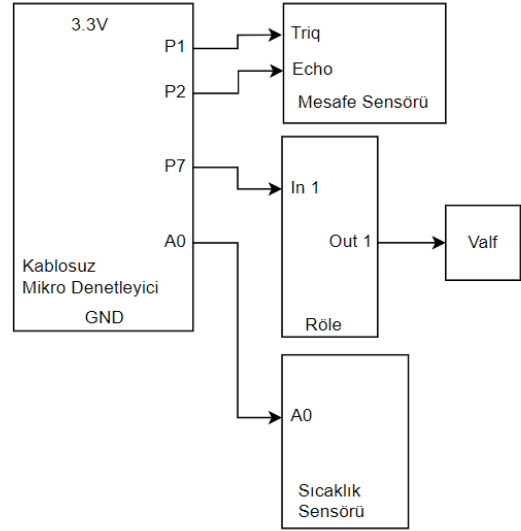 3.3V
P1
P2
P7
A0
Kablosuz
Mikro Denetleyici
GND
Triq
Echo
Mesafe Sensörü
In 1
Out 1
Röle
Valf
A0
Sıcaklık
Sensörü